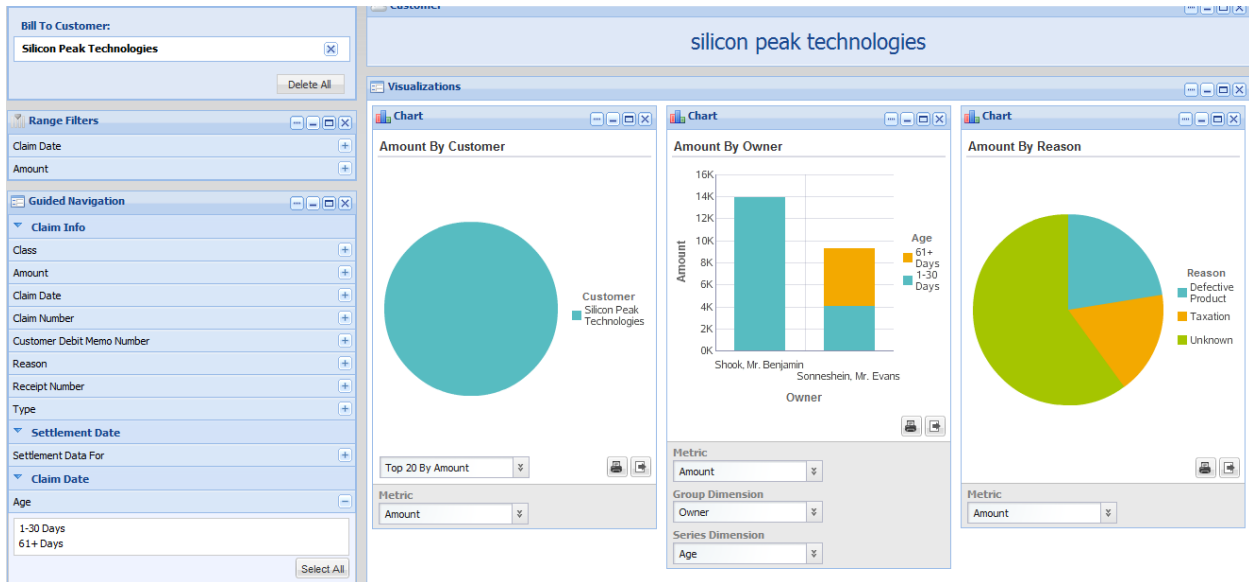 Bill To Customer:
Silicon Peak Technologies
Delete All
Range Filters
Claim Date
Amount
Guided Navigation
Claim Info
Class
Amount
Claim Date
Claim Number
Customer Debit Memo Number
Reason
Receipt Number
Type
Settlement Date
Settlement Data For
Claim Date
Age
1-30 Days
61+ Days
Select All
Customer
silicon peak technologies
Visualizations
Chart
Amount By Customer
Customer
Silicon Peak
Technologies
Top 20 By Amount
Metric
Amount
Chart
Amount By Owner
16K
14K
12K
10K
8K
6K
4K
2K
0K
Amount
Shook, Mr. Benjamin
Sonneshein, Mr. Evans
Owner
Age
61+
Days
1-30
Days
Metric
Amount
Group Dimension
Owner
Series Dimension
Age
Chart
Amount By Reason
Reason
Defective
Product
Taxation
Unknown
Metric
Amount